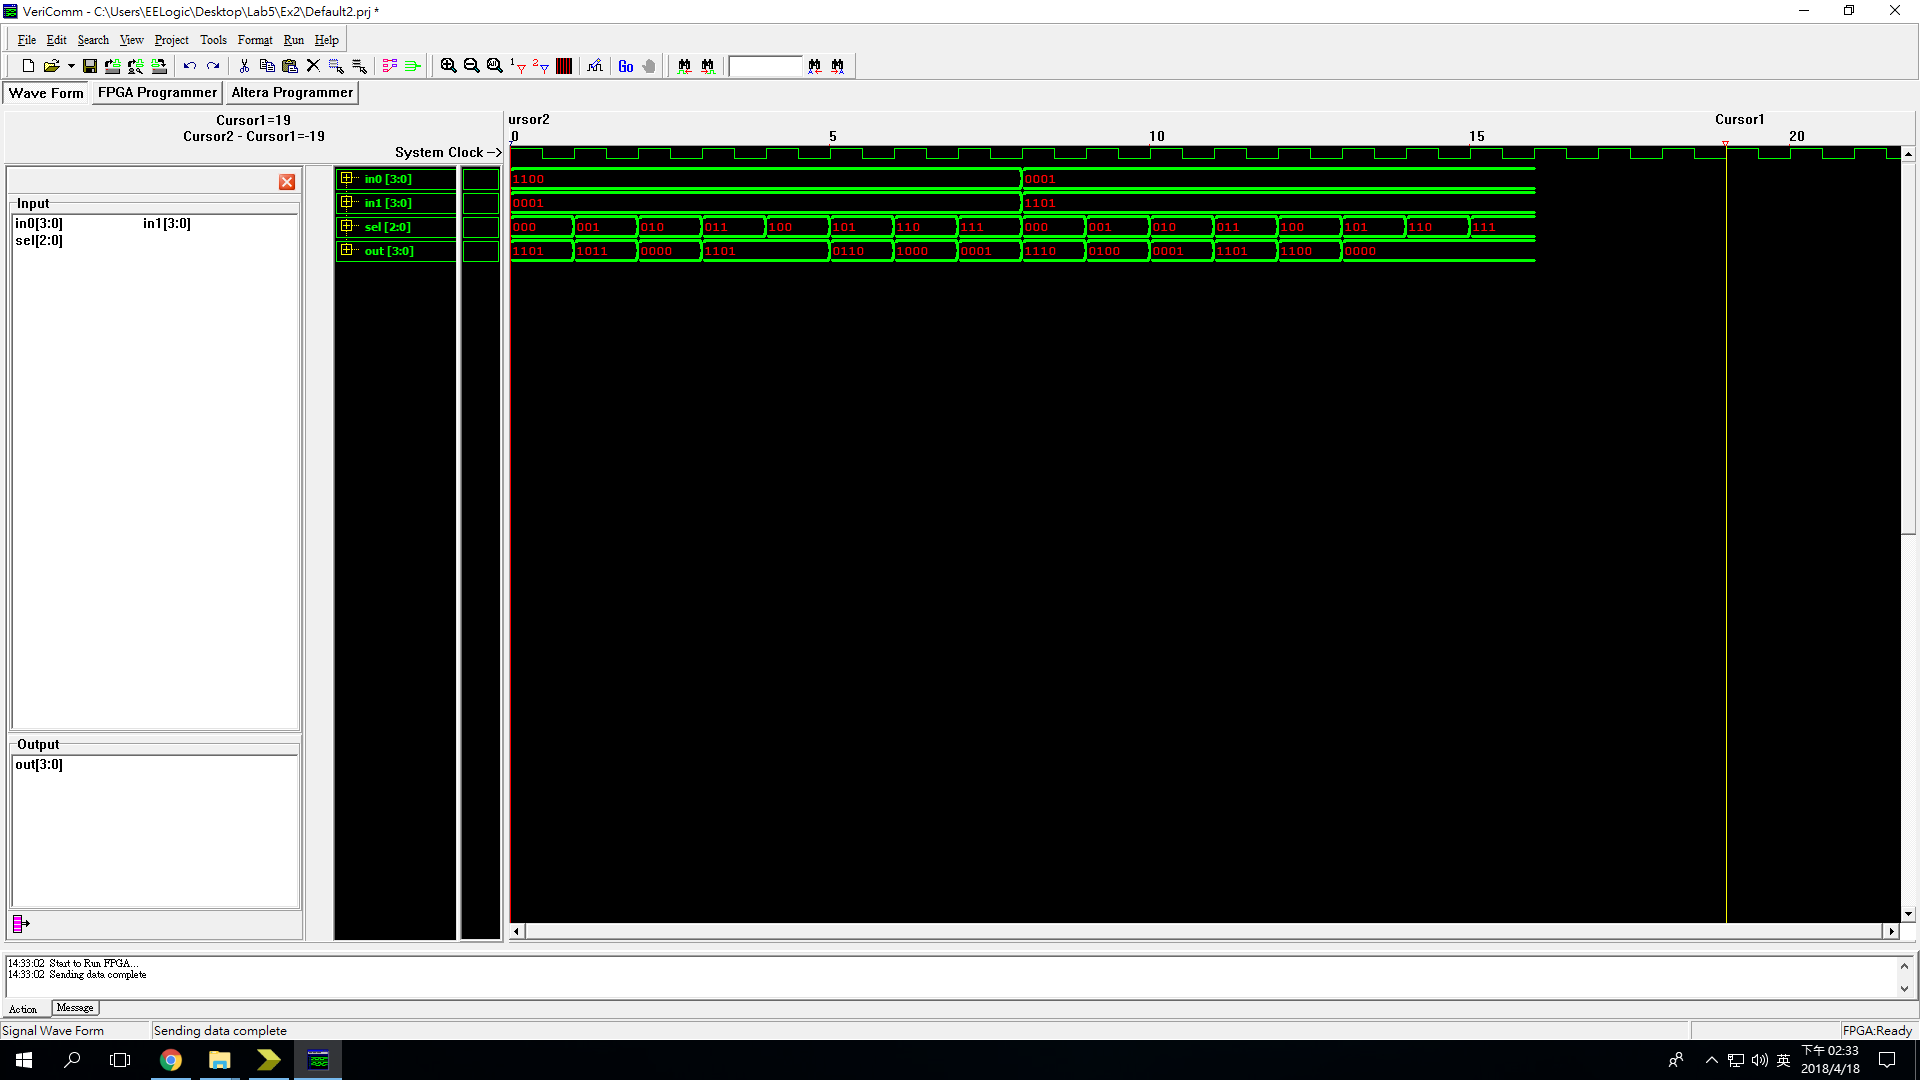 VeriComm - C:\Users\EELogic\Desktop\Lab5\Ex2\Default2.prj *
File Edit Search View Project Tools Format Run Help
1 2 Go
Wave Form FPGA Programmer Altera Programmer
Cursor1=19
Cursor2 - Cursor1=-19
System Clock -->
ursor2 Cursor1
0 5 10 15 20
Input
in0[3:0] in1[3:0]
sel[2:0]
in0 [3:0] 1100 0001
in1 [3:0] 0001 1101
sel [2:0] 000 001 010 011 100 101 110 111 000 001 010 011 100 101 110 111
out [3:0] 1101 1011 0000 1101 0110 1000 0001 1110 0100 0001 1101 1100 0000
Output
out[3:0]
14:33:02 Start to Run FPGA...
14:33:02 Sending data complete
Action Message
Signal Wave Form Sending data complete FPGA:Ready
英 下午 02:33
2018/4/18